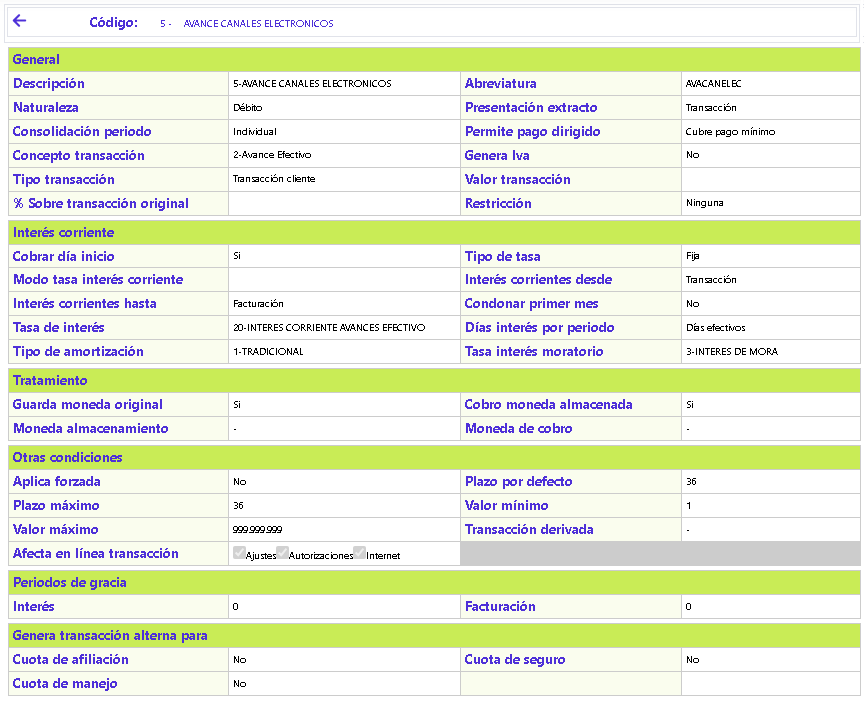 Código: 5 - AVANCE CANALES ELECTRONICOS
General
Descripción 5-AVANCE CANALES ELECTRONICOS Abreviatura AVACANELEC
Naturaleza Débito Presentación extracto Transacción
Consolidación periodo Individual Permite pago dirigido Cubre pago mínimo
Concepto transacción 2-Avance Efectivo Genera Iva No
Tipo transacción Transacción cliente Valor transacción
% Sobre transacción original Restricción Ninguna
Interés corriente
Cobrar día inicio Si Tipo de tasa Fija
Modo tasa interés corriente Interés corrientes desde Transacción
Interés corrientes hasta Facturación Condonar primer mes No
Tasa de interés 20-INTERES CORRIENTE AVANCES EFECTIVO Días interés por periodo Días efectivos
Tipo de amortización 1-TRADICIONAL Tasa interés moratorio 3-INTERES DE MORA
Tratamiento
Guarda moneda original Si Cobro moneda almacenada Si
Moneda almacenamiento - Moneda de cobro -
Otras condiciones
Aplica forzada No Plazo por defecto 36
Plazo máximo 36 Valor mínimo 1
Valor máximo 999.999.999 Transacción derivada -
Afecta en línea transacción Ajustes Autorizaciones Internet
Periodos de gracia
Interés 0 Facturación 0
Genera transacción alterna para
Cuota de afiliación No Cuota de seguro No
Cuota de manejo No